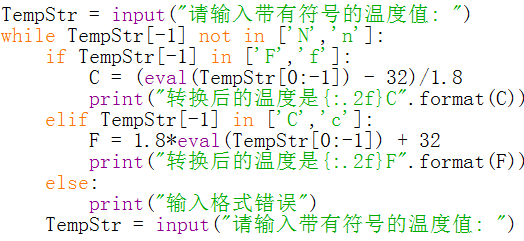 TempStr = input("请输入带有符号的温度值: ")
while TempStr[-1] not in ['N','n']:
    if TempStr[-1] in ['F','f']:
        C = (eval(TempStr[0:-1]) - 32)/1.8
        print("转换后的温度是{:.2f}C".format(C))
    elif TempStr[-1] in ['C','c']:
        F = 1.8*eval(TempStr[0:-1]) + 32
        print("转换后的温度是{:.2f}F".format(F))
    else:
        print("输入格式错误")
    TempStr = input("请输入带有符号的温度值: ")